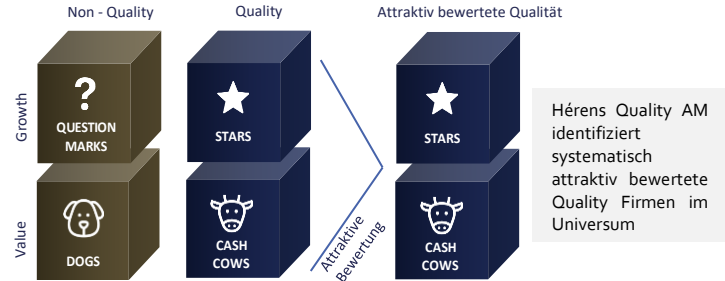 Non - Quality
Quality
Attraktiv bewertete Qualität
Growth
?
QUESTION
MARKS
STARS
STARS
Value
DOGS
CASH
COWS
Attraktive
Bewertung
CASH
COWS
Hérens Quality AM
identifiziert
systematisch
attraktiv bewertete
Quality Firmen im
Universum